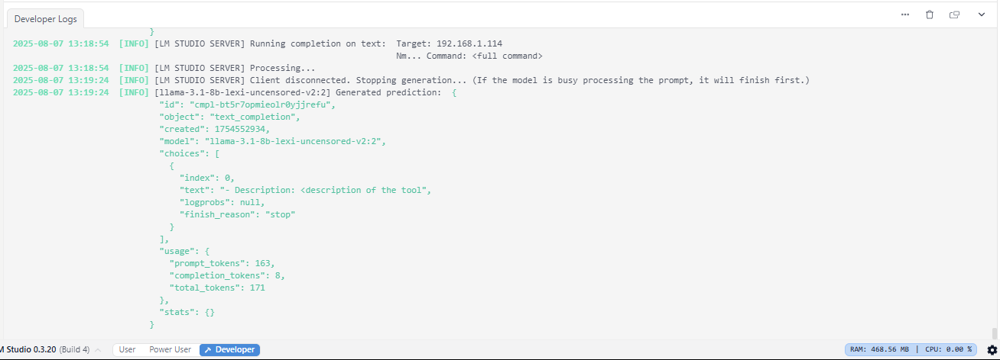 Developer Logs
}
2025-08-07 13:18:54 [INFO] [LM STUDIO SERVER] Running completion on text: Target: 192.168.1.114
Nm... Command: <full command>
2025-08-07 13:18:54 [INFO] [LM STUDIO SERVER] Processing...
2025-08-07 13:19:24 [INFO] [LM STUDIO SERVER] Client disconnected. Stopping generation... (If the model is busy processing the prompt, it will finish first.)
2025-08-07 13:19:24 [INFO] [llama-3.1-8b-lexi-uncensored-v2:2] Generated prediction: {
"id": "cmpl-bt5r7opmieolr0yjjrefu",
"object": "text_completion",
"created": 1754552934,
"model": "llama-3.1-8b-lexi-uncensored-v2:2",
"choices": [
{
"index": 0,
"text": "- Description: <description of the tool",
"logprobs": null,
"finish_reason": "stop"
}
],
"usage": {
"prompt_tokens": 163,
"completion_tokens": 8,
"total_tokens": 171
},
"stats": {}
}
M Studio 0.3.20 (Build 4) User Power User Developer RAM: 468.56 MB | CPU: 0.00 %